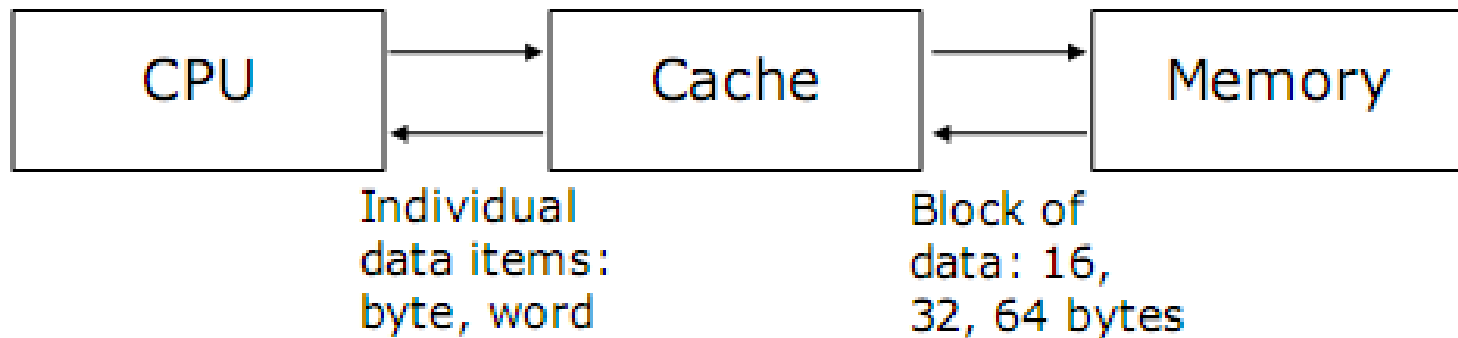 CPU
Cache
Memory
Individual
data items:
byte, word
Block of
data: 16,
32, 64 bytes